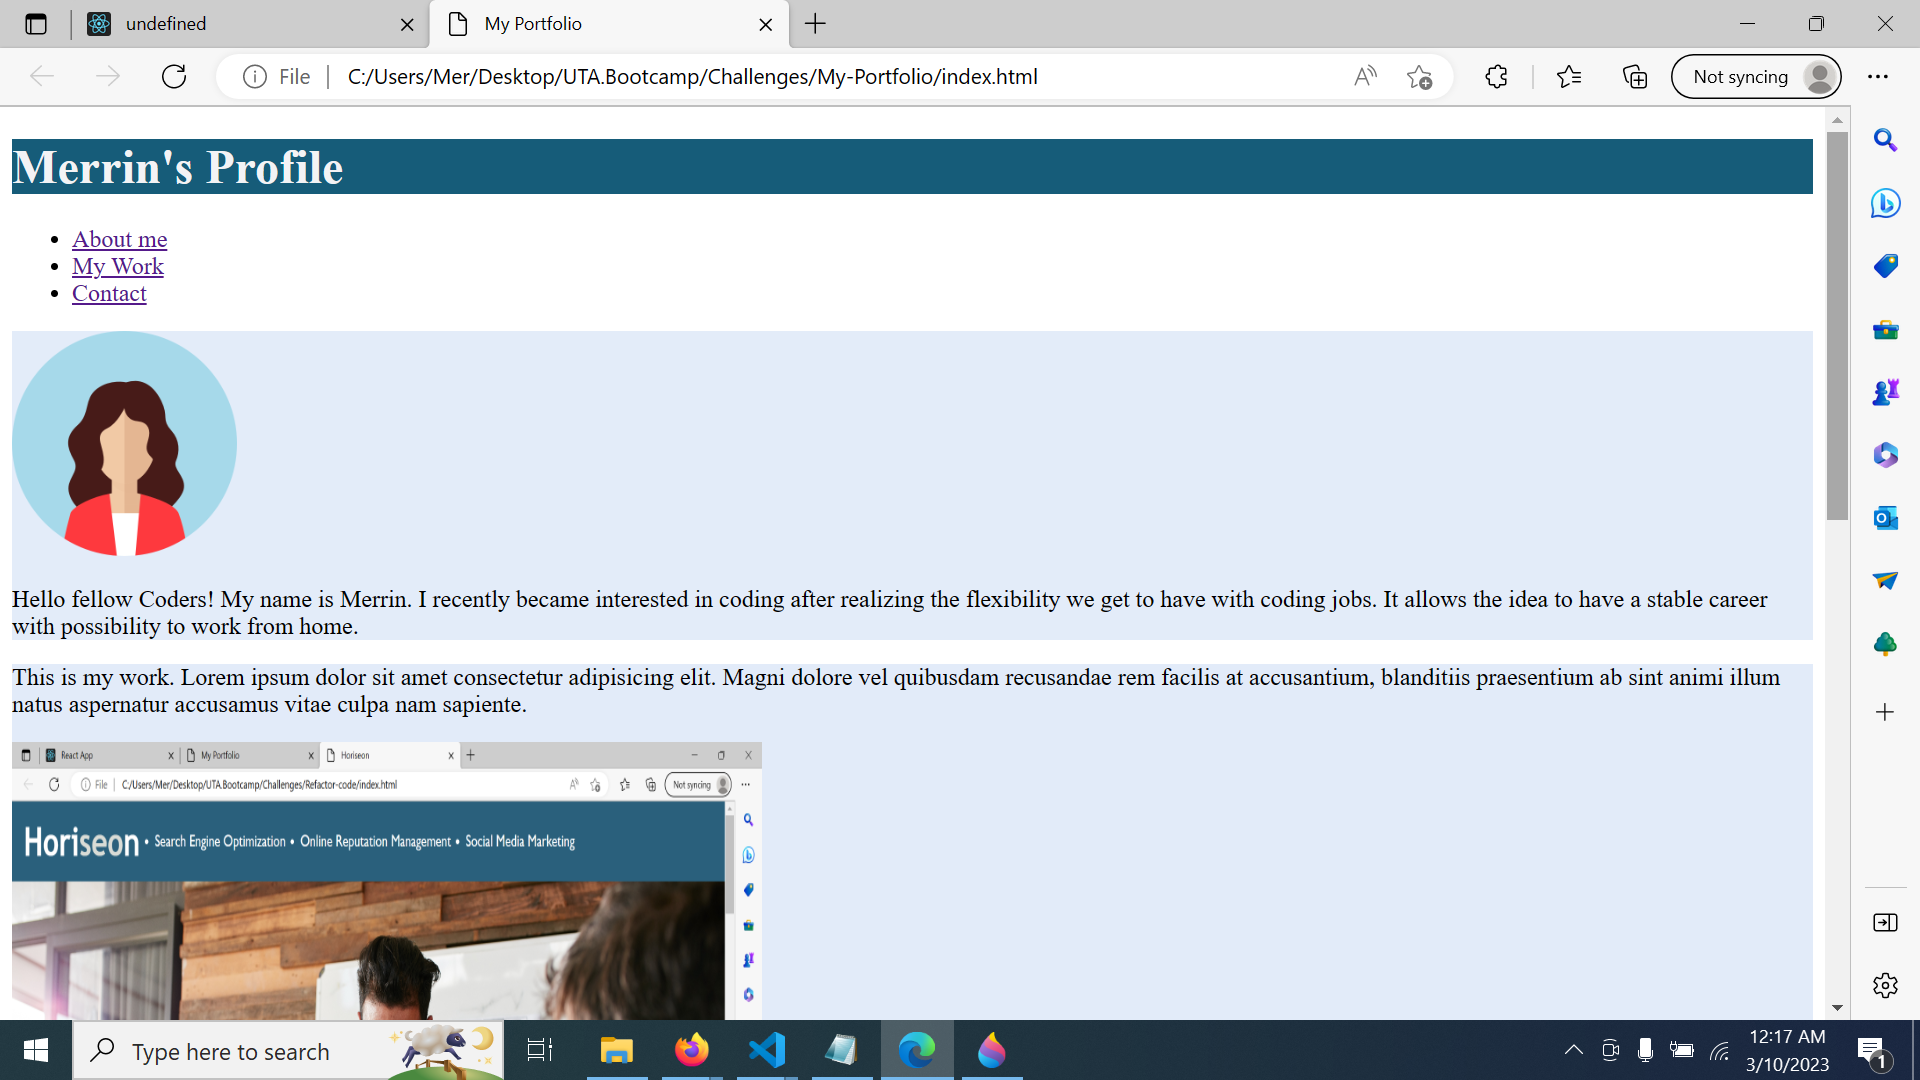 undefined
My Portfolio
File
C:/Users/Mer/Desktop/UTA.Bootcamp/Challenges/My-Portfolio/index.html
Not syncing
Merrin's Profile
About me
My Work
Contact
Hello fellow Coders! My name is Merrin. I recently became interested in coding after realizing the flexibility we get to have with coding jobs. It allows the idea to have a stable career
with possibility to work from home.
This is my work. Lorem ipsum dolor sit amet consectetur adipisicing elit. Magni dolore vel quibusdam recusandae rem facilis at accusantium, blanditiis praesentium ab sint animi illum
natus aspernatur accusamus vitae culpa nam sapiente.
React App
My Portfolio
Horiseon
File
C:/Users/Mer/Desktop/UTA.Bootcamp/Challenges/Refactor-code/index.html
Not syncing
Horiseon • Search Engine Optimization • Online Reputation Management • Social Media Marketing
Type here to search
12:17 AM
3/10/2023
1